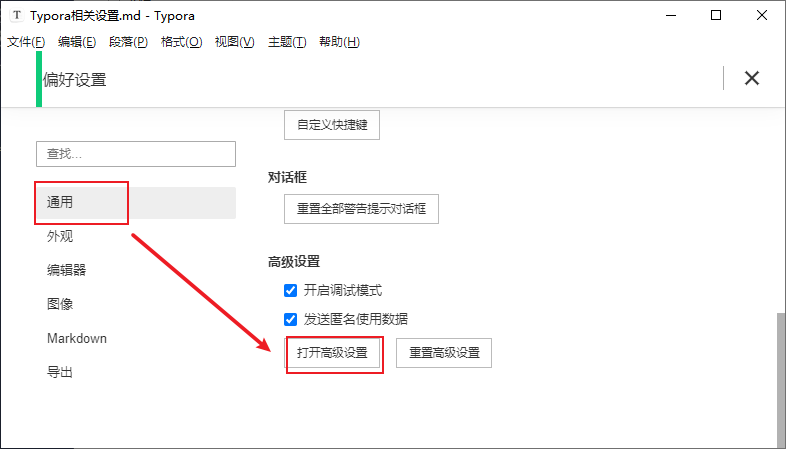 T Typora相关设置.md - Typora
文件(F) 编辑(E) 段落(P) 格式(O) 视图(V) 主题(T) 帮助(H)
偏好设置
自定义快捷键
查找...
对话框
通用
重置全部警告提示对话框
外观
高级设置
编辑器
开启调试模式
图像
发送匿名使用数据
Markdown
打开高级设置 重置高级设置
导出